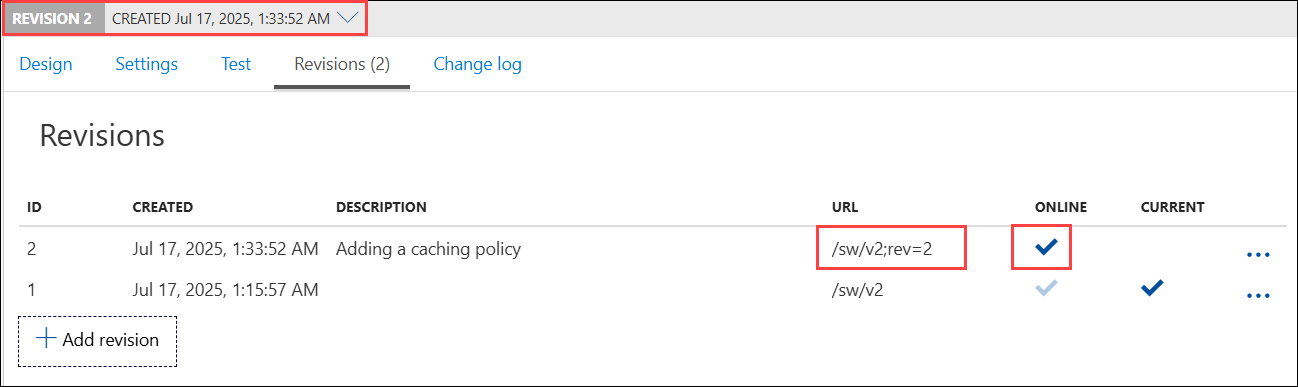 REVISION 2 CREATED Jul 17, 2025, 1:33:52 AM
Design Settings Test Revisions (2) Change log
Revisions
ID CREATED DESCRIPTION URL ONLINE CURRENT
2 Jul 17, 2025, 1:33:52 AM Adding a caching policy /sw/v2;rev=2 ...
1 Jul 17, 2025, 1:15:57 AM /sw/v2 ...
+ Add revision